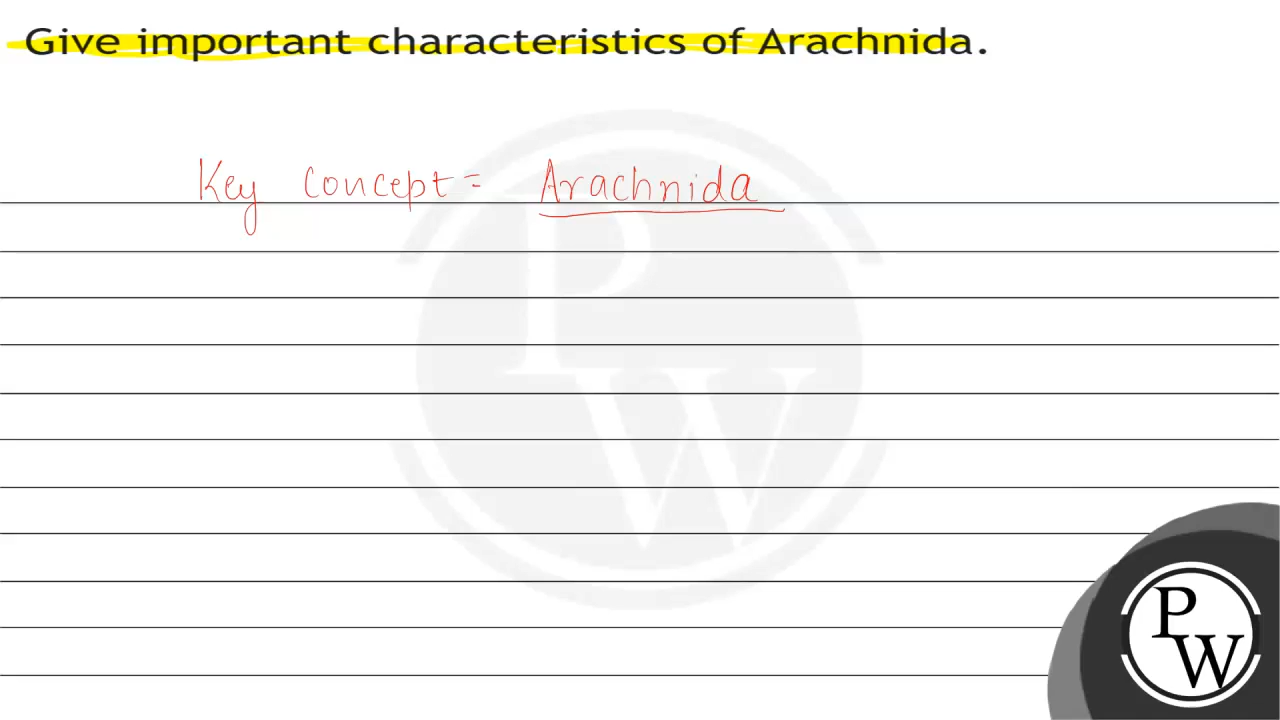 Give important characteristics of Arachnida.
Key concept = Arachnida
P
W
P
W